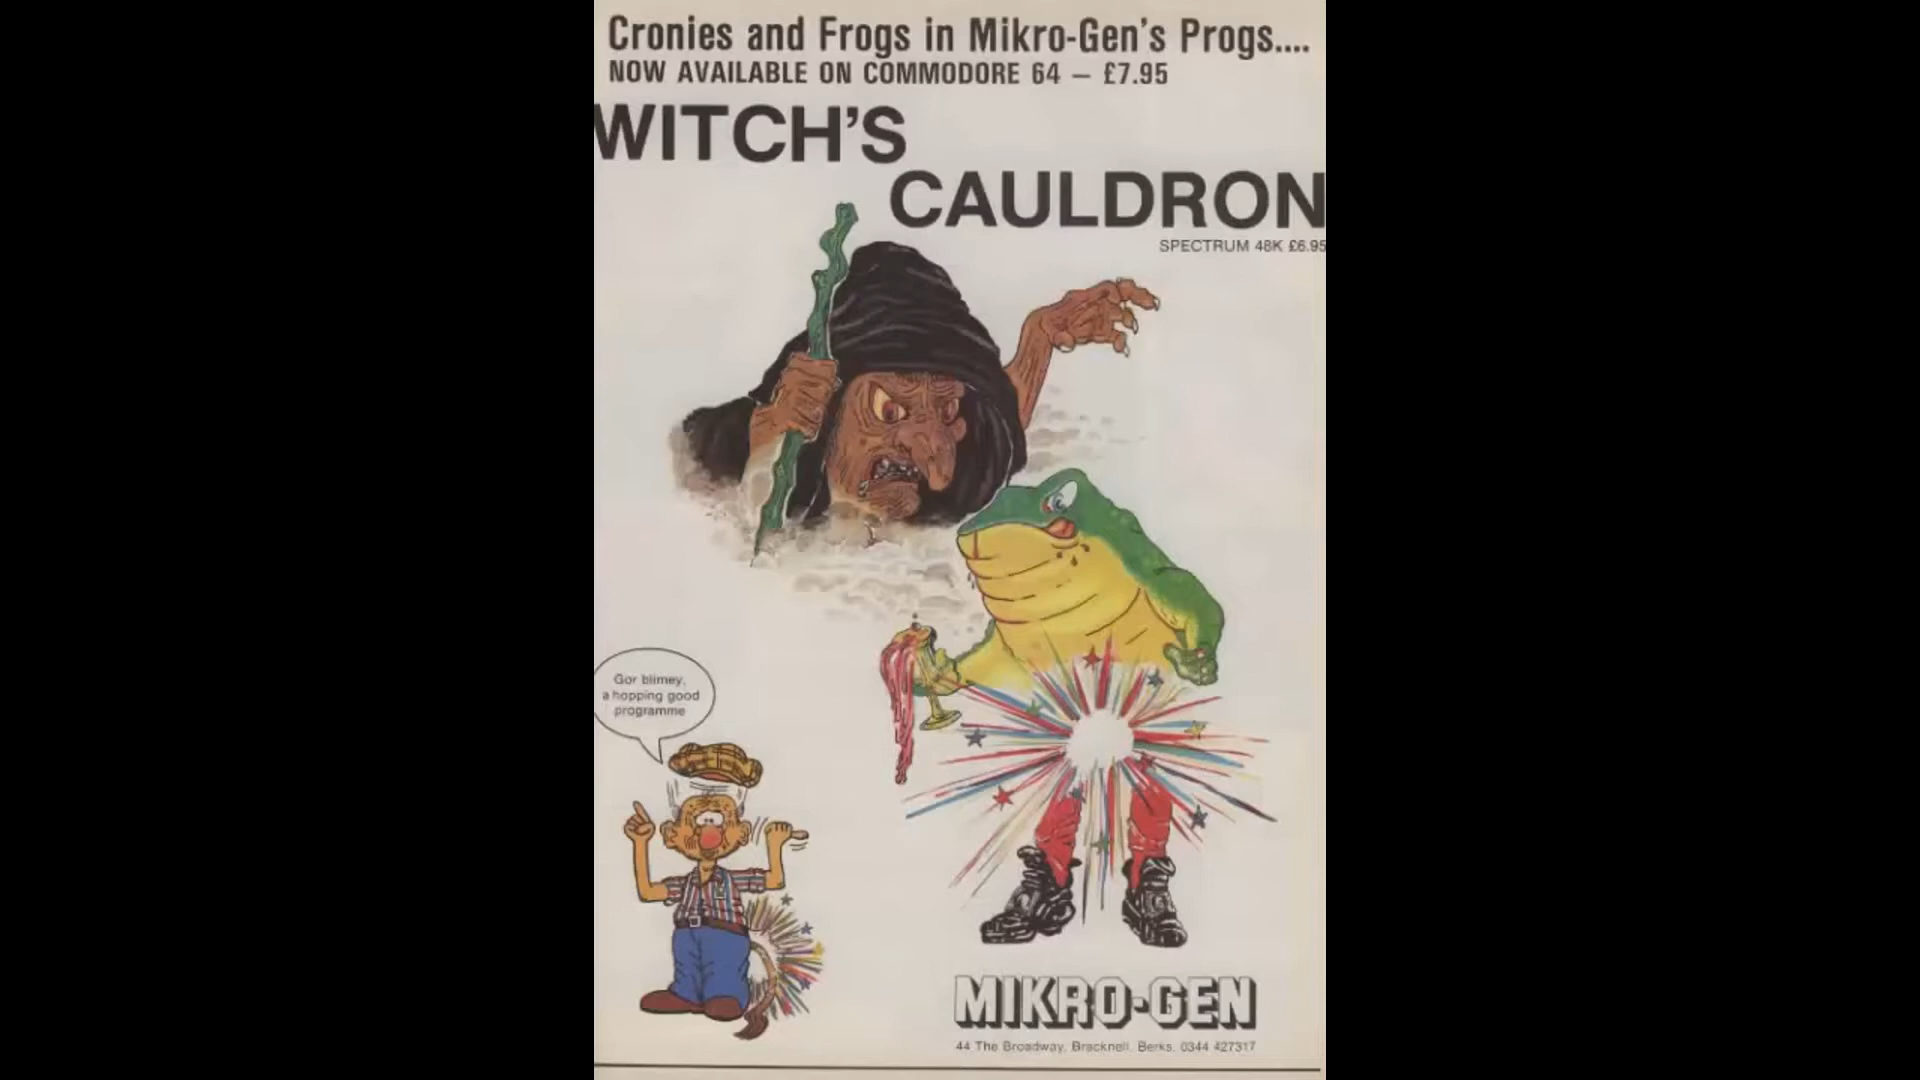 Cronies and Frogs in Mikro-Gen's Progs....
NOW AVAILABLE ON COMMODORE 64 — £7.95
WITCH'S
CAULDRON
SPECTRUM 48K £6.95
Gor blimey,
a hopping good
programme
MIKRO-GEN
44 The Broadway, Bracknell, Berks. 0344 427317